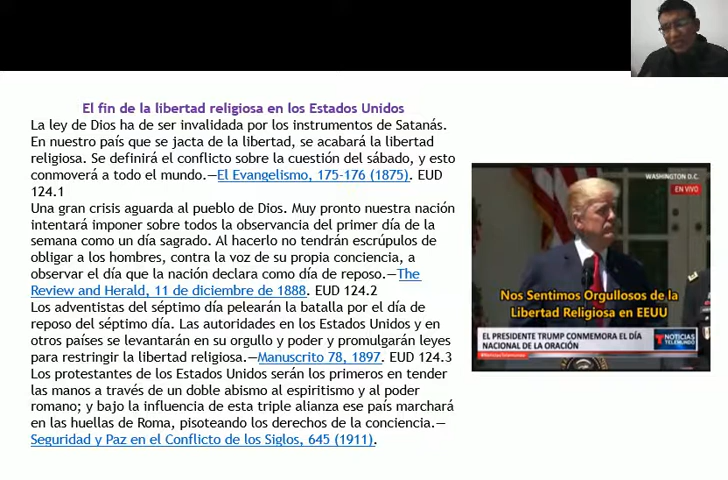 El fin de la libertad religiosa en los Estados Unidos
La ley de Dios ha de ser invalidada por los instrumentos de Satanás.
En nuestro país que se jacta de la libertad, se acabará la libertad
religiosa. Se definirá el conflicto sobre la cuestión del sábado, y esto
conmoverá a todo el mundo.—El Evangelismo, 175-176 (1875). EUD
124.1
Una gran crisis aguarda al pueblo de Dios. Muy pronto nuestra nación
intentará imponer sobre todos la observancia del primer día de la
semana como un día sagrado. Al hacerlo no tendrán escrúpulos de
obligar a los hombres, contra la voz de su propia conciencia, a
observar el día que la nación declara como día de reposo.—The
Review and Herald, 11 de diciembre de 1888. EUD 124.2
Los adventistas del séptimo día pelearán la batalla por el día de
reposo del séptimo día. Las autoridades en los Estados Unidos y en
otros países se levantarán en su orgullo y poder y promulgarán leyes
para restringir la libertad religiosa.—Manuscrito 78, 1897. EUD 124.3
Los protestantes de los Estados Unidos serán los primeros en tender
las manos a través de un doble abismo al espiritismo y al poder
romano; y bajo la influencia de esta triple alianza ese país marchará
en las huellas de Roma, pisoteando los derechos de la conciencia.—
Seguridad y Paz en el Conflicto de los Siglos, 645 (1911).
WASHINGTON D.C.
EN VIVO
Nos Sentimos Orgullosos de la
Libertad Religiosa en EEUU
EL PRESIDENTE TRUMP CONMEMORA EL DÍA
NACIONAL DE LA ORACIÓN
NOTICIAS
TELEMUNDO
#NoticiasTelemundo